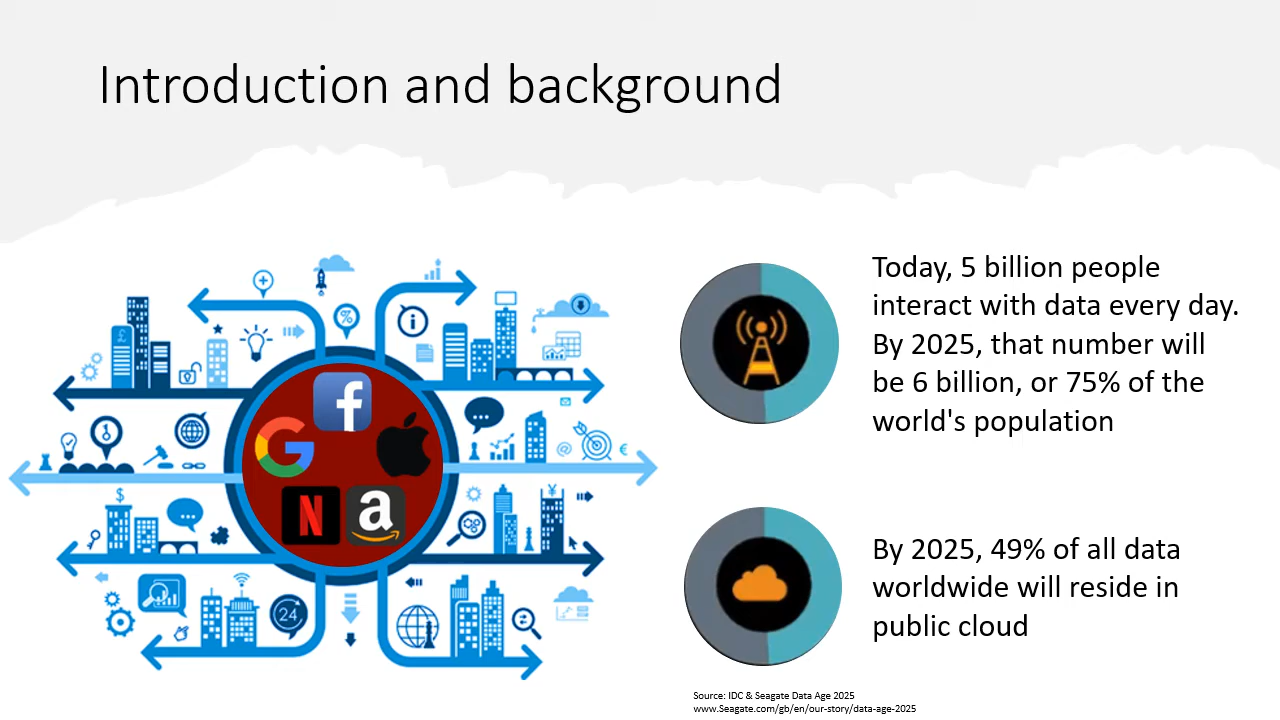 Introduction and background
Today, 5 billion people
interact with data every day.
By 2025, that number will
be 6 billion, or 75% of the
world's population
By 2025, 49% of all data
worldwide will reside in
public cloud
Source: IDC & Seagate Data Age 2025
www.Seagate.com/gb/en/our-story/data-age-2025
£
%
i
f
G
N
a
@
€
$
¥
24